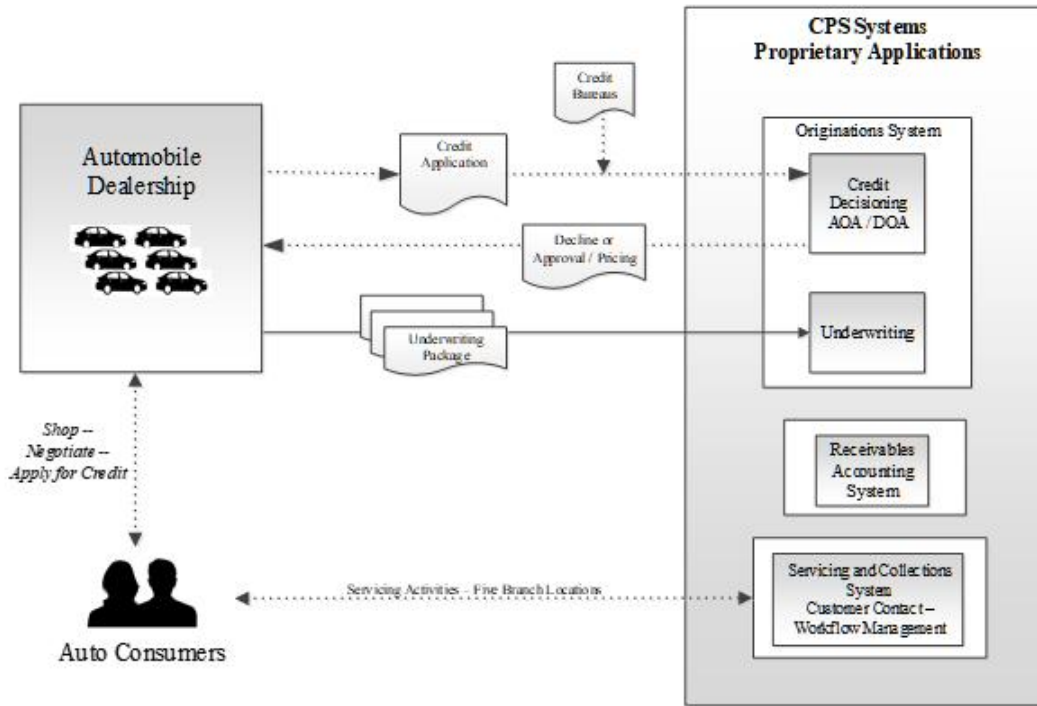 CPS Systems
Proprietary Applications
Credit
Bureaus
Originations System
Automobile
Dealership
Credit
Application
Credit
Decisioning
AOA / DOA
Decline or
Approval / Pricing
Underwriting
Package
Underwriting
Shop --
Negotiate --
Apply for Credit
Receivables
Accounting
System
Servicing Activities - Five Branch Locations
Servicing and Collections
System
Customer Contact –
Workflow Management
Auto Consumers